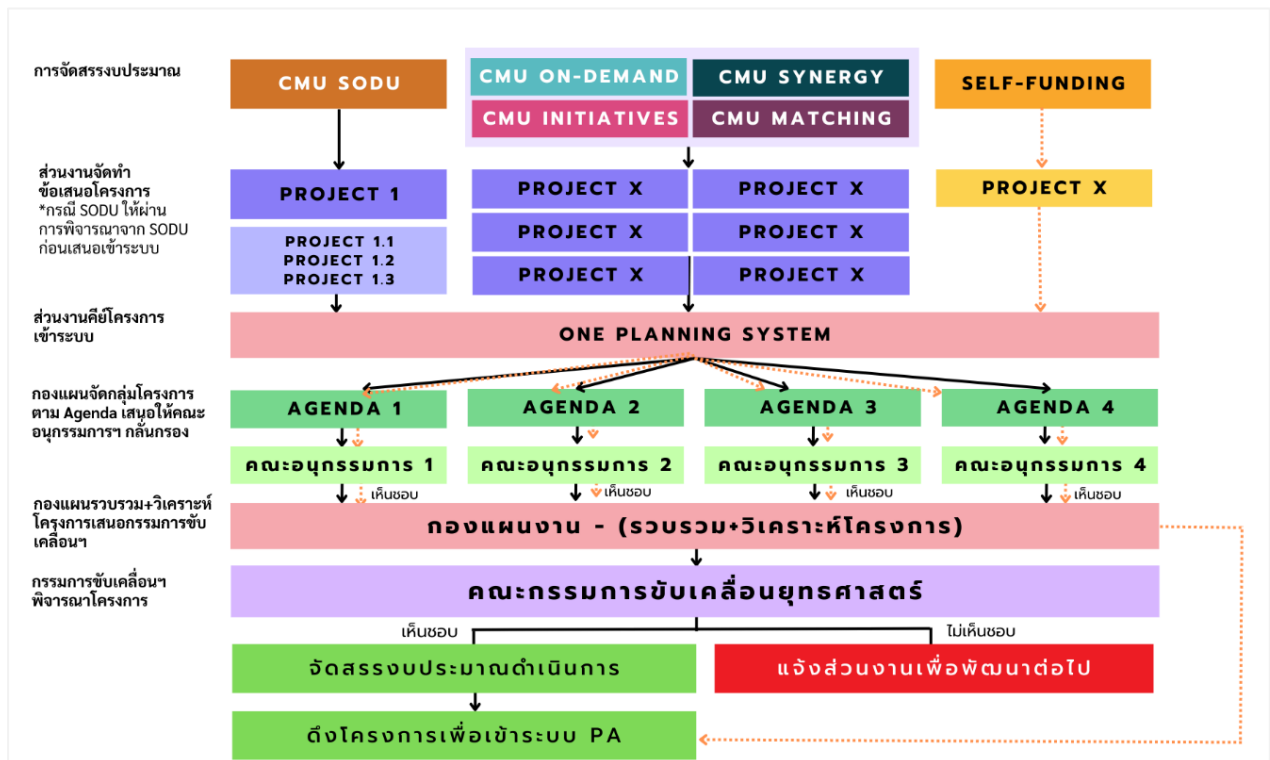 การจัดสรรงบประมาณ
CMU SODU
CMU ON-DEMAND
CMU SYNERGY
SELF-FUNDING
CMU INITIATIVES
CMU MATCHING
ส่วนงานจัดทำ
ข้อเสนอโครงการ
*กรณี SODU ให้ผ่าน
การพิจารณาจาก SODU
ก่อนเสนอเข้าระบบ
PROJECT 1
PROJECT 1.1
PROJECT 1.2
PROJECT 1.3
PROJECT X
PROJECT X
PROJECT X
PROJECT X
PROJECT X
PROJECT X
PROJECT X
ส่วนงานคีย์โครงการ
เข้าระบบ
ONE PLANNING SYSTEM
กองแผนจัดกลุ่มโครงการ
ตาม Agenda เสนอให้คณะ
อนุกรรมการฯ กลั่นกรอง
AGENDA 1
AGENDA 2
AGENDA 3
AGENDA 4
คณะอนุกรรมการ 1
คณะอนุกรรมการ 2
คณะอนุกรรมการ 3
คณะอนุกรรมการ 4
เห็นชอบ
เห็นชอบ
เห็นชอบ
เห็นชอบ
กองแผนรวบรวม+วิเคราะห์
โครงการเสนอกรรมการขับ
เคลื่อนฯ
กองแผนงาน - (รวบรวม+วิเคราะห์โครงการ)
กรรมการขับเคลื่อนฯ
พิจารณาโครงการ
คณะกรรมการขับเคลื่อนยุทธศาสตร์
เห็นชอบ
ไม่เห็นชอบ
จัดสรรงบประมาณดำเนินการ
แจ้งส่วนงานเพื่อพัฒนาต่อไป
ดึงโครงการเพื่อเข้าระบบ PA